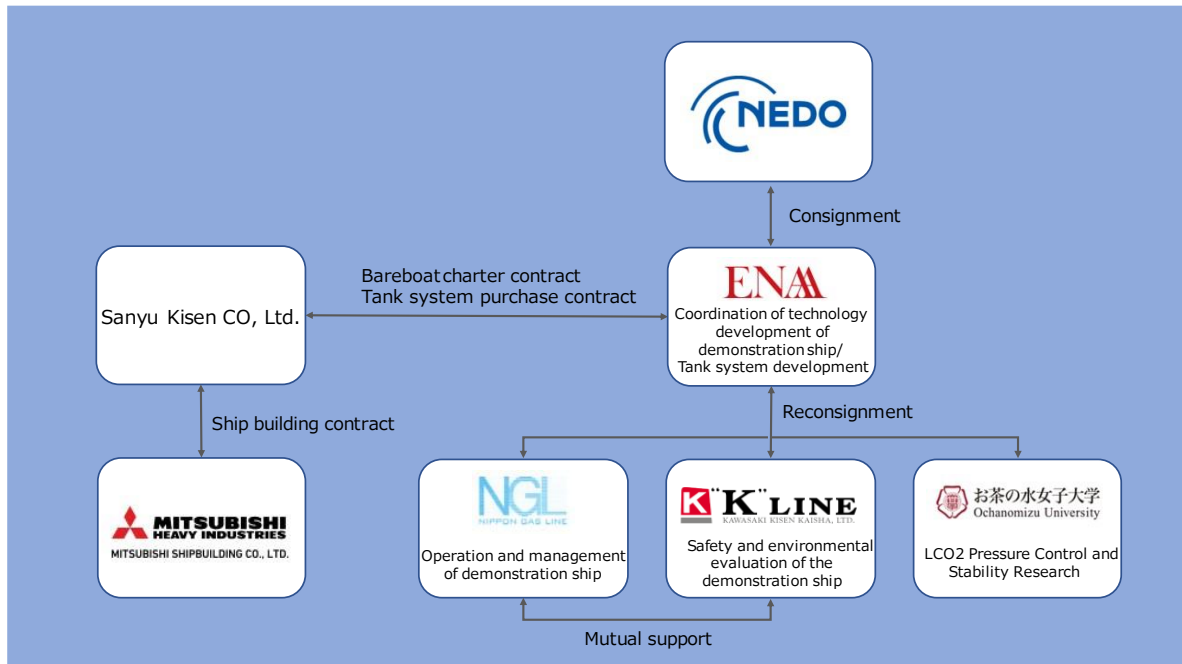 NEDO
Consignment
Bareboat charter contract
Tank system purchase contract
Sanyu Kisen CO, Ltd.
ENAA
Coordination of technology
development of
demonstration ship/
Tank system development
Ship building contract
Reconsignment
MITSUBISHI
HEAVY INDUSTRIES
MITSUBISHI SHIPBUILDING CO., LTD.
NGL
NIPPON GAS LINE
Operation and management
of demonstration ship
K "K" LINE
KAWASAKI KISEN KAISHA, LTD.
Safety and environmental
evaluation of the
demonstration ship
お茶の水女子大学
Ochanomizu University
LCO2 Pressure Control and
Stability Research
Mutual support